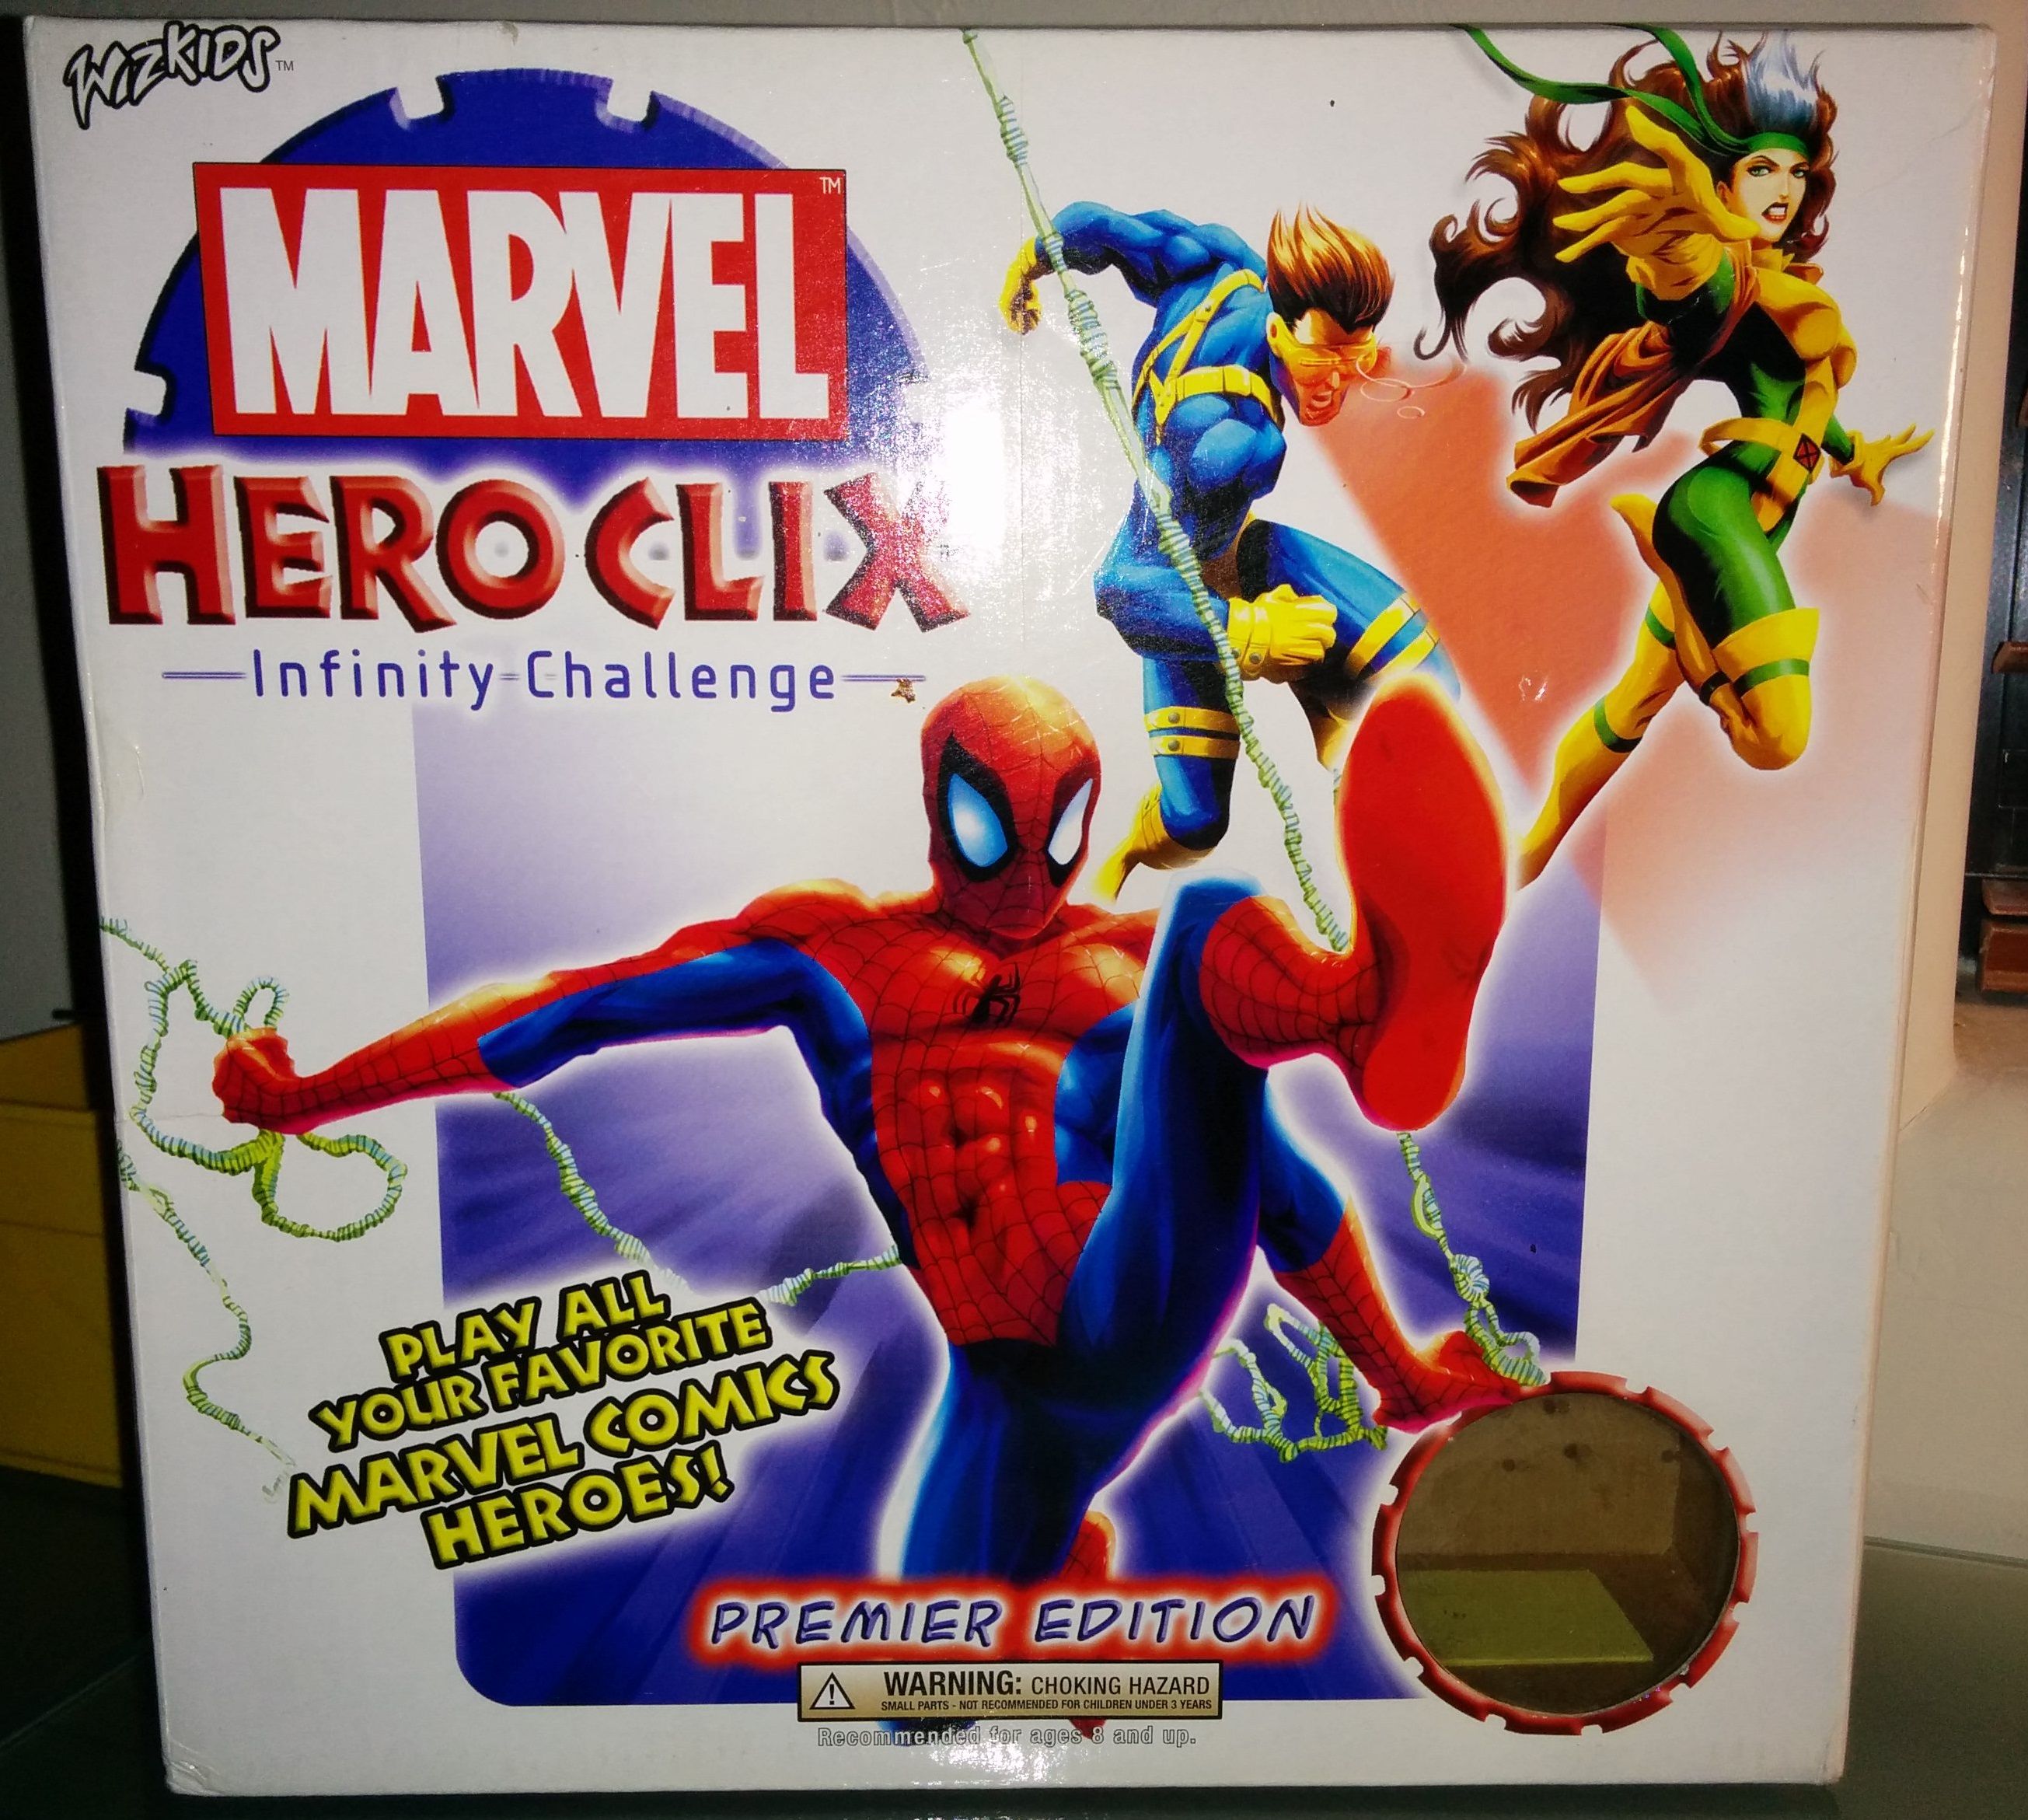 WIZKIDS™
MARVEL™
HEROCLIX
Infinity Challenge
PLAY ALL
YOUR FAVORITE
MARVEL COMICS
HEROES!
PREMIER EDITION
WARNING: CHOKING HAZARD
SMALL PARTS - NOT RECOMMENDED FOR CHILDREN UNDER 3 YEARS
Recommended for ages 8 and up.